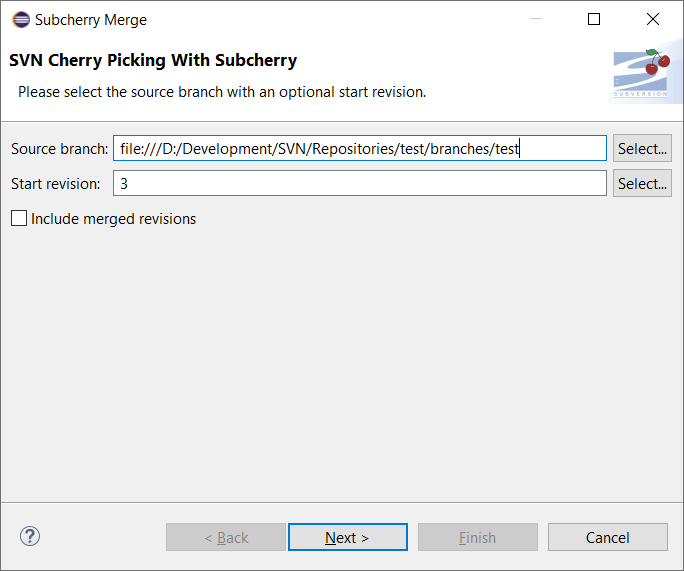 Subcherry Merge
SVN Cherry Picking With Subcherry
Please select the source branch with an optional start revision.
SUBVERSION
Source branch: file:///D:/Development/SVN/Repositories/test/branches/test Select...
Start revision: 3 Select...
Include merged revisions
? < Back Next > Finish Cancel